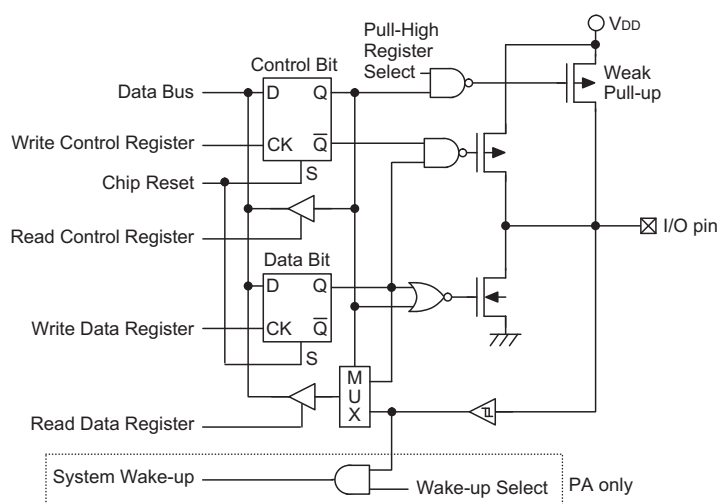 VDD
Pull-High
Register
Select
Control Bit
Weak
Pull-up
Data Bus
D
Q
Write Control Register
CK
Q
Chip Reset
S
I/O pin
Read Control Register
Data Bit
D
Q
Write Data Register
CK
Q
S
M
U
X
Read Data Register
System Wake-up
Wake-up Select
PA only